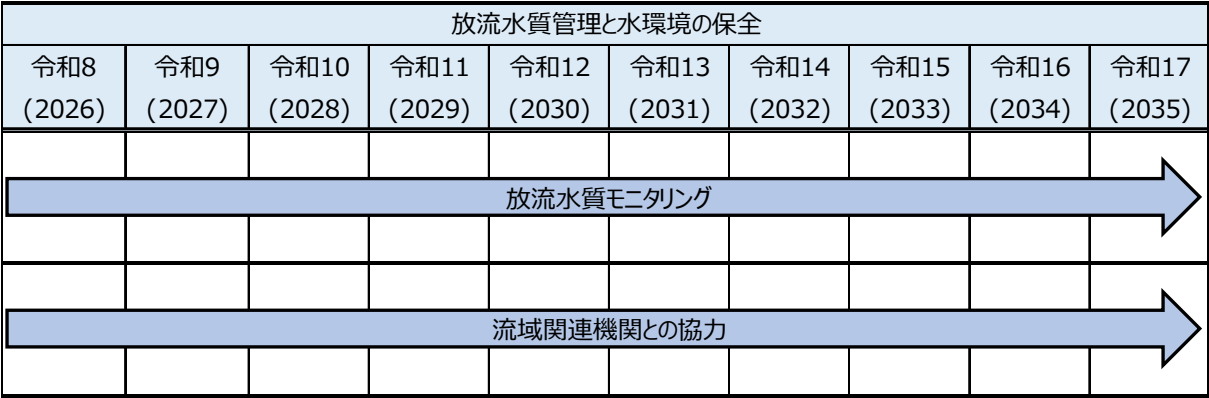 放流水質管理と水環境の保全
令和8 令和9 令和10 令和11 令和12 令和13 令和14 令和15 令和16 令和17
(2026) (2027) (2028) (2029) (2030) (2031) (2032) (2033) (2034) (2035)
放流水質モニタリング
流域関連機関との協力